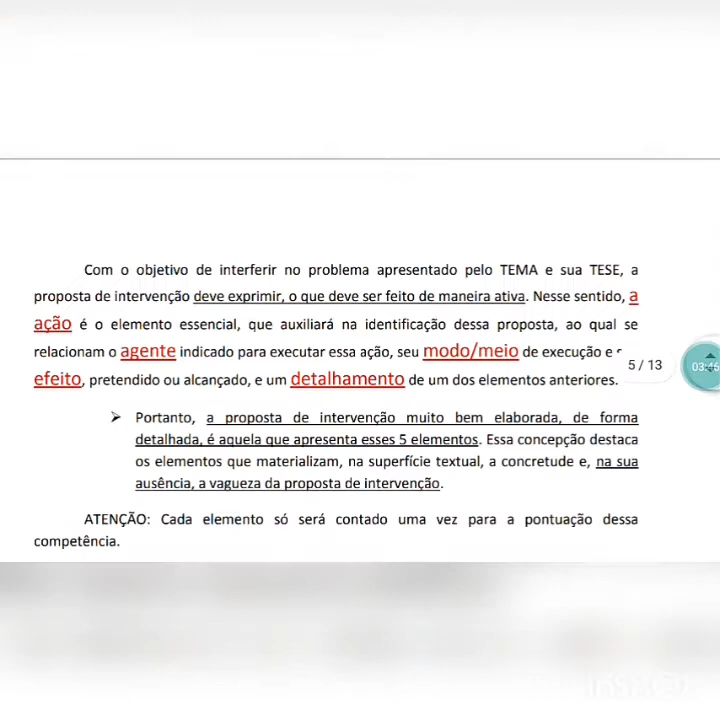 Com o objetivo de interferir no problema apresentado pelo TEMA e sua TESE, a
proposta de intervenção deve exprimir, o que deve ser feito de maneira ativa. Nesse sentido, a
ação é o elemento essencial, que auxiliará na identificação dessa proposta, ao qual se
relacionam o agente indicado para executar essa ação, seu modo/meio de execução e
5 / 13
03:46
efeito, pretendido ou alcançado, e um detalhamento de um dos elementos anteriores.
➢ Portanto, a proposta de intervenção muito bem elaborada, de forma
detalhada, é aquela que apresenta esses 5 elementos. Essa concepção destaca
os elementos que materializam, na superfície textual, a concretude e, na sua
ausência, a vagueza da proposta de intervenção.
ATENÇÃO: Cada elemento só será contado uma vez para a pontuação dessa
competência.